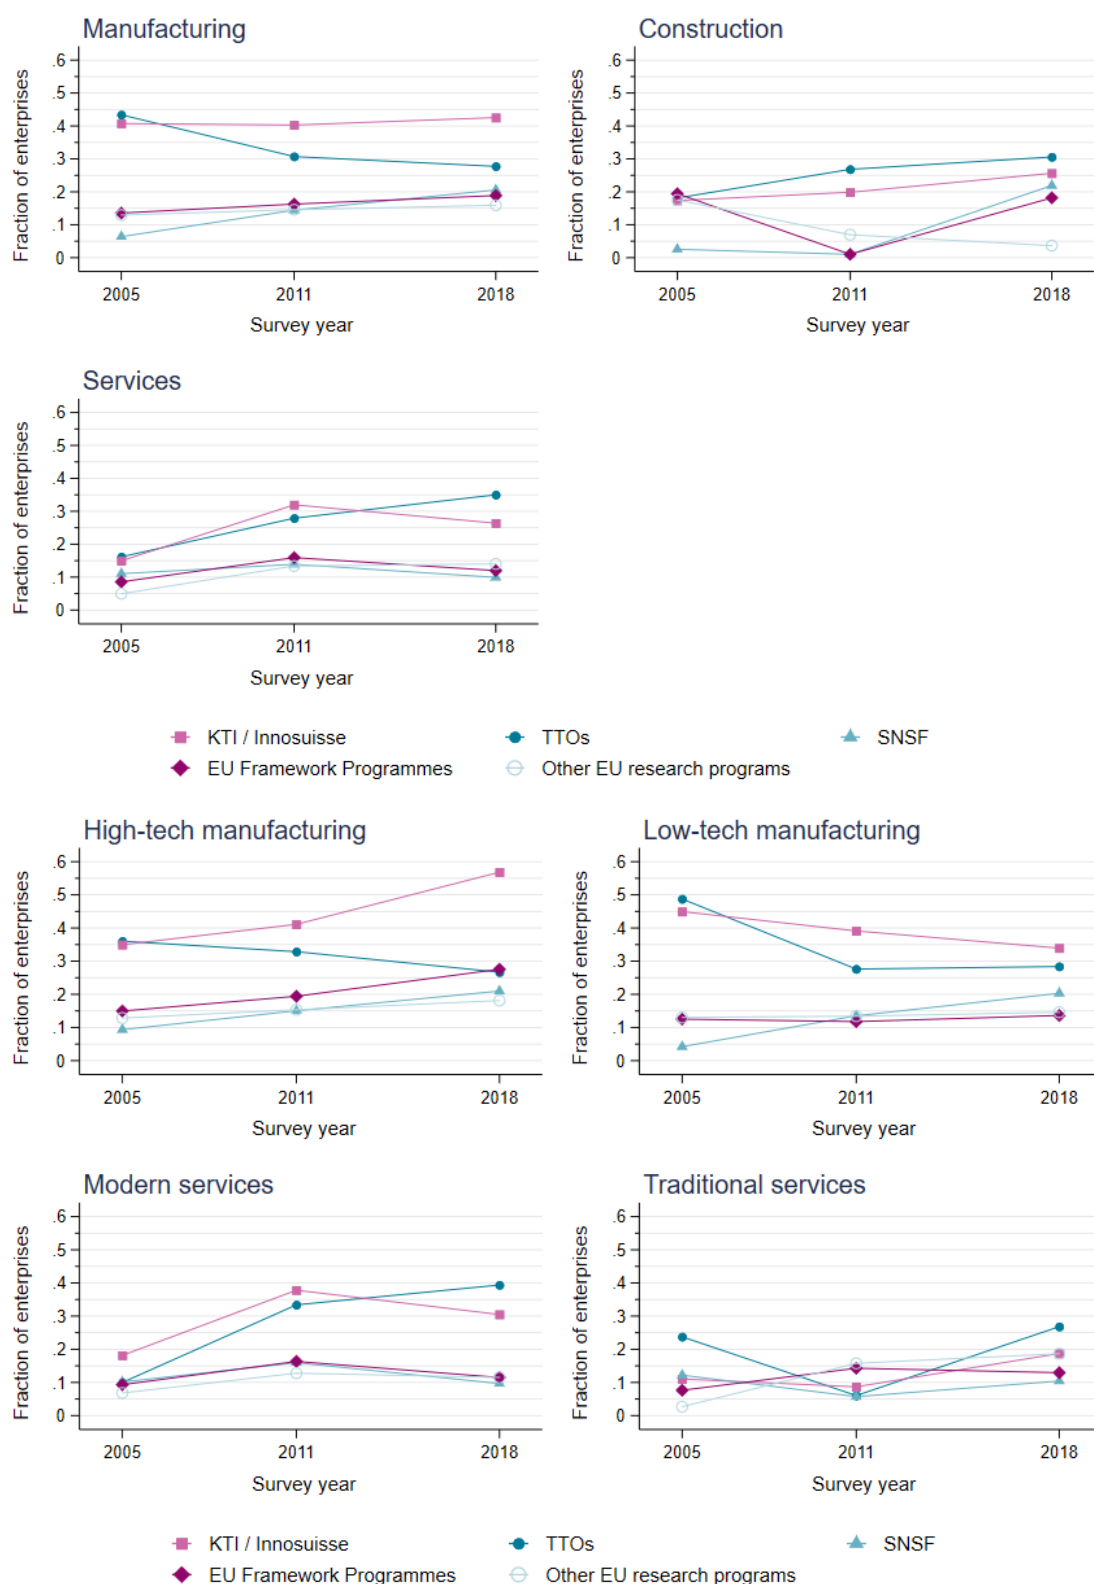 Manufacturing
Fraction of enterprises
.6
.5
.4
.3
.2
.1
0
2005 2011 2018
Survey year
Construction
Fraction of enterprises
.6
.5
.4
.3
.2
.1
0
2005 2011 2018
Survey year
Services
Fraction of enterprises
.6
.5
.4
.3
.2
.1
0
2005 2011 2018
Survey year
KTI / Innosuisse TTOs SNSF
EU Framework Programmes Other EU research programs
High-tech manufacturing
Fraction of enterprises
.6
.5
.4
.3
.2
.1
0
2005 2011 2018
Survey year
Low-tech manufacturing
Fraction of enterprises
.6
.5
.4
.3
.2
.1
0
2005 2011 2018
Survey year
Modern services
Fraction of enterprises
.6
.5
.4
.3
.2
.1
0
2005 2011 2018
Survey year
Traditional services
Fraction of enterprises
.6
.5
.4
.3
.2
.1
0
2005 2011 2018
Survey year
KTI / Innosuisse TTOs SNSF
EU Framework Programmes Other EU research programs